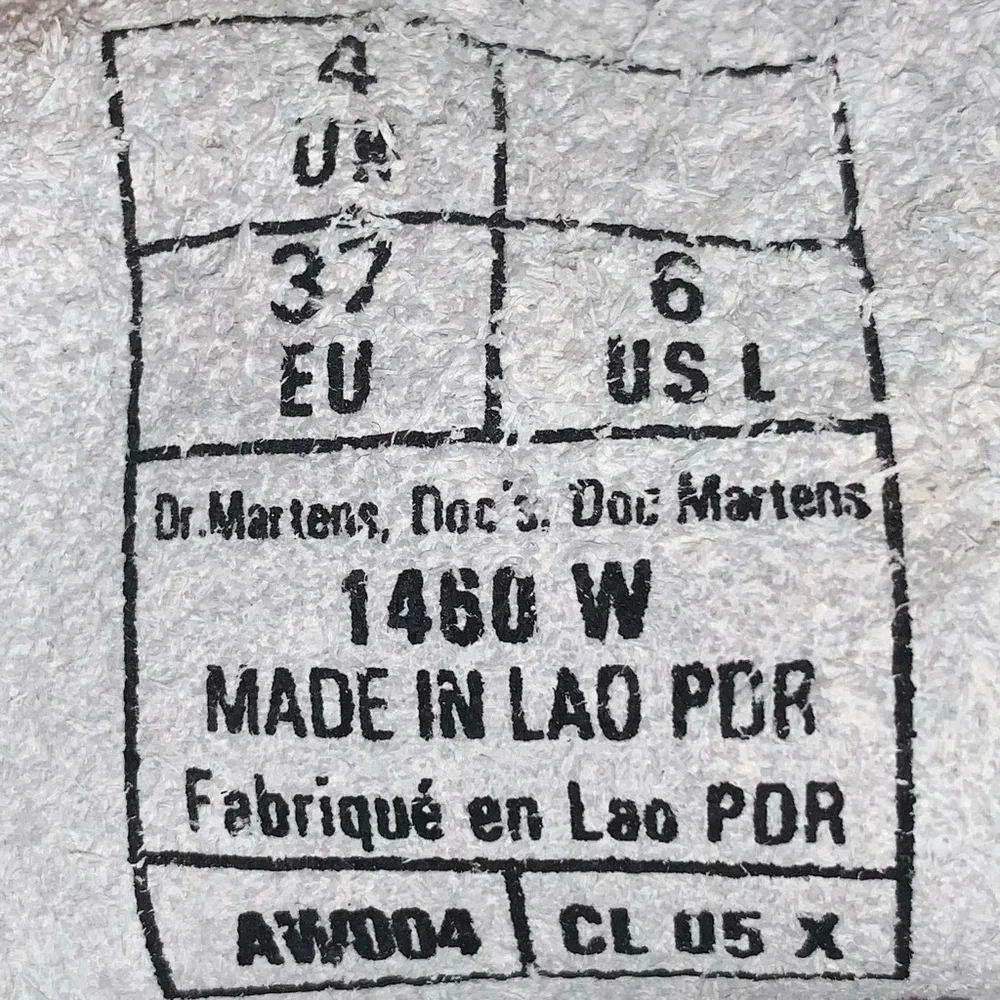 4
UK
37
EU
6
US L
Dr.Martens, Doc's, Doc Martens
1460 W
MADE IN LAO PDR
Fabriqué en Lao PDR
AW004
CL 05 X